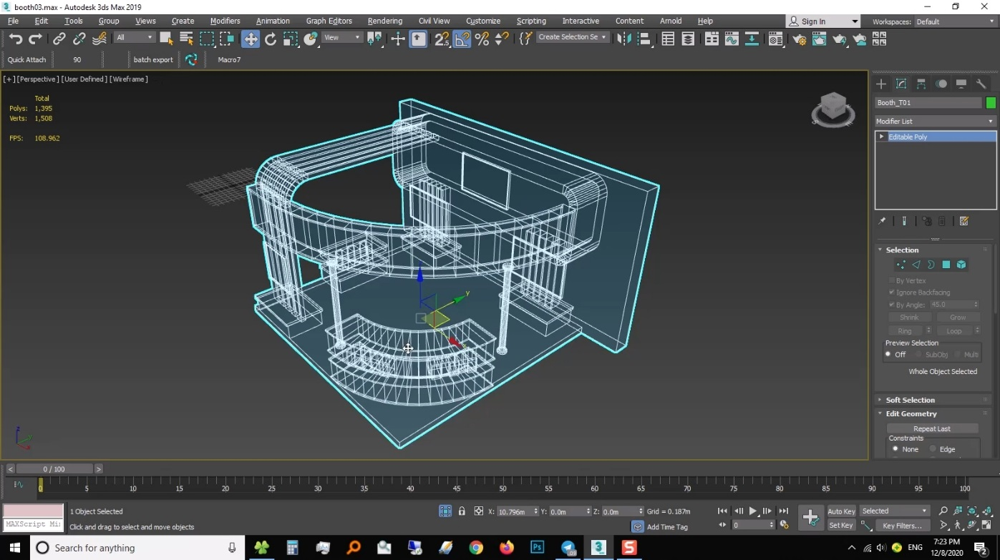 booth03.max - Autodesk 3ds Max 2019
File Edit Tools Group Views Create Modifiers Animation Graph Editors Rendering Civil View Customize Scripting Interactive Content Arnold Help Sign In Workspaces: Default
All View Create Selection Se
Quick Attach 90 batch export Macro7
[+] [Perspective] [User Defined] [Wireframe]
Total
Polys: 1,395
Verts: 1,508
FPS: 108.962
Booth_T01
Modifier List
Editable Poly
Selection
By Vertex
Ignore Backfacing
By Angle: 45.0
Shrink Grow
Ring Loop
Preview Selection
Off SubObj Multi
Whole Object Selected
Soft Selection
Edit Geometry
Repeat Last
Constraints
None Edge
z y x
0 / 100
0 5 10 15 20 25 30 35 40 45 50 55 60 65 70 75 80 85 90 95 100
1 Object Selected X: 10.796m Y: 0.0m Z: 0.0m Grid = 0.187m Auto Key Selected
MAXScript Mi: Click and drag to select and move objects Add Time Tag 0 Set Key Key Filters...
Search for anything Ps 3 S ENG
7:23 PM
12/8/2020
2